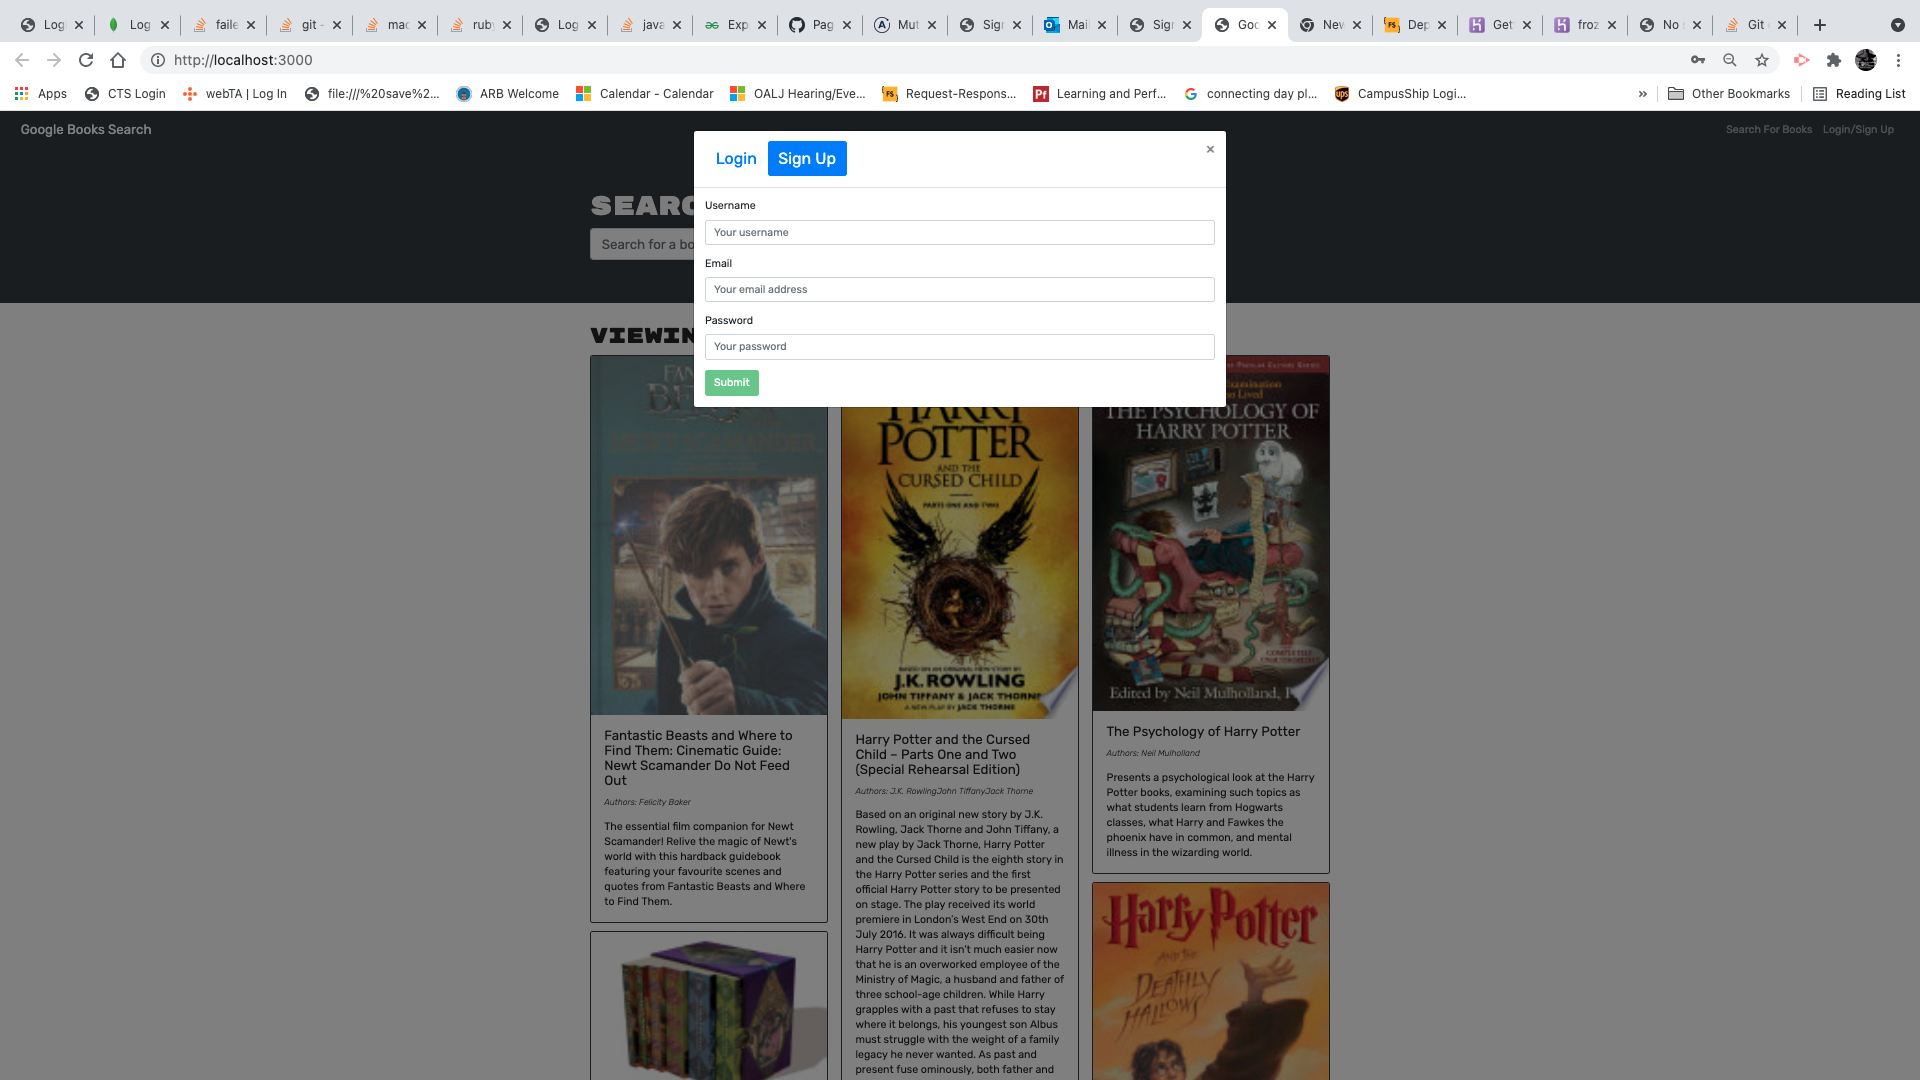 Log
Log
faile
git -
mac
ruby
Log
java
Exp
Pag
Mut
Sign
Mail
Sign
Goo
New
Dep
Get
froz
No s
Git
http://localhost:3000
Apps
CTS Login
webTA | Log In
file:///%20save%2...
ARB Welcome
Calendar - Calendar
OALJ Hearing/Eve...
Request-Respons...
Learning and Perf...
connecting day pl...
CampusShip Logi...
»
Other Bookmarks
Reading List
Google Books Search
Search For Books
Login/Sign Up
Login
Sign Up
×
SEARC
Search for a bo
Username
Your username
Email
Your email address
Password
Your password
Submit
VIEWIN
NEWT SCAMANDER
HARRY
POTTER
AND THE
CURSED CHILD
PARTS ONE AND TWO
BASED ON AN ORIGINAL NEW STORY BY
J.K. ROWLING
JOHN TIFFANY & JACK THORNE
A NEW PLAY BY JACK THORNE
THE PSYCHOLOGY OF
HARRY POTTER
Edited by Neil Mulholland,
Fantastic Beasts and Where to
Find Them: Cinematic Guide:
Newt Scamander Do Not Feed
Out
Authors: Felicity Baker
The essential film companion for Newt
Scamander! Relive the magic of Newt's
world with this hardback guidebook
featuring your favourite scenes and
quotes from Fantastic Beasts and Where
to Find Them.
Harry Potter and the Cursed
Child – Parts One and Two
(Special Rehearsal Edition)
Authors: J.K. RowlingJohn TiffanyJack Thorne
Based on an original new story by J.K.
Rowling, Jack Thorne and John Tiffany, a
new play by Jack Thorne, Harry Potter
and the Cursed Child is the eighth story in
the Harry Potter series and the first
official Harry Potter story to be presented
on stage. The play received its world
premiere in London's West End on 30th
July 2016. It was always difficult being
Harry Potter and it isn't much easier now
that he is an overworked employee of the
Ministry of Magic, a husband and father of
three school-age children. While Harry
grapples with a past that refuses to stay
where it belongs, his youngest son Albus
must struggle with the weight of a family
legacy he never wanted. As past and
present fuse ominously, both father and
The Psychology of Harry Potter
Authors: Neil Mulholland
Presents a psychological look at the Harry
Potter books, examining such topics as
what students learn from Hogwarts
classes, what Harry and Fawkes the
phoenix have in common, and mental
illness in the wizarding world.
Harry Potter
AND THE
DEATHLY
HALLOWS